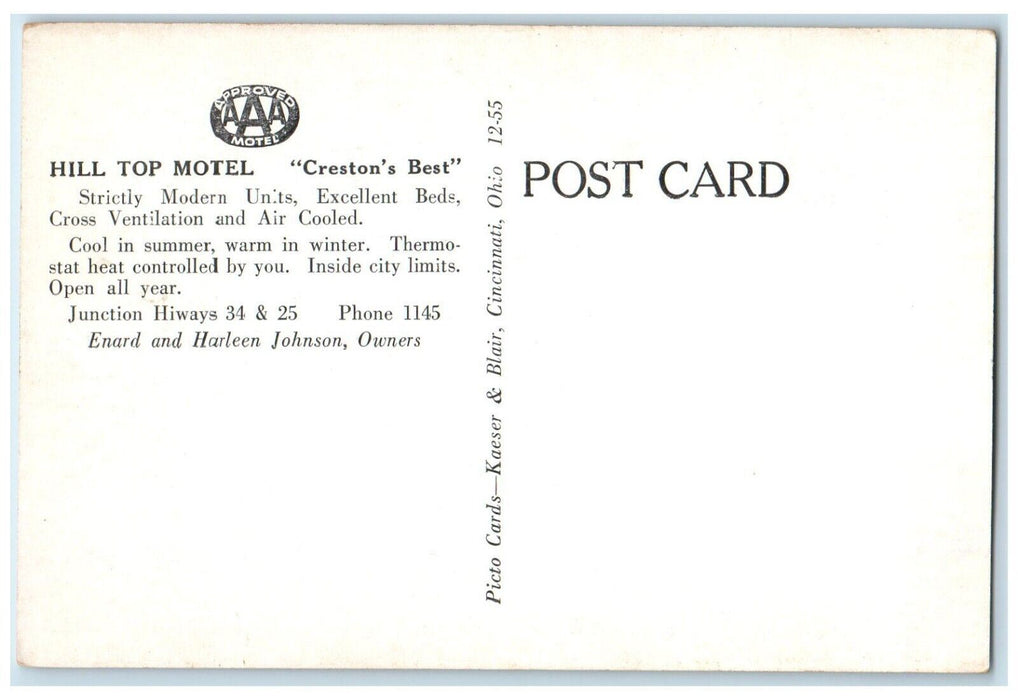 APPROVED
AAA
MOTEL
HILL TOP MOTEL "Creston's Best"
Strictly Modern Units, Excellent Beds,
Cross Ventilation and Air Cooled.
Cool in summer, warm in winter. Thermo-
stat heat controlled by you. Inside city limits.
Open all year.
Junction Hiways 34 & 25 Phone 1145
Enard and Harleen Johnson, Owners
Picto Cards—Kaeser & Blair, Cincinnati, Ohio 12-55
POST CARD